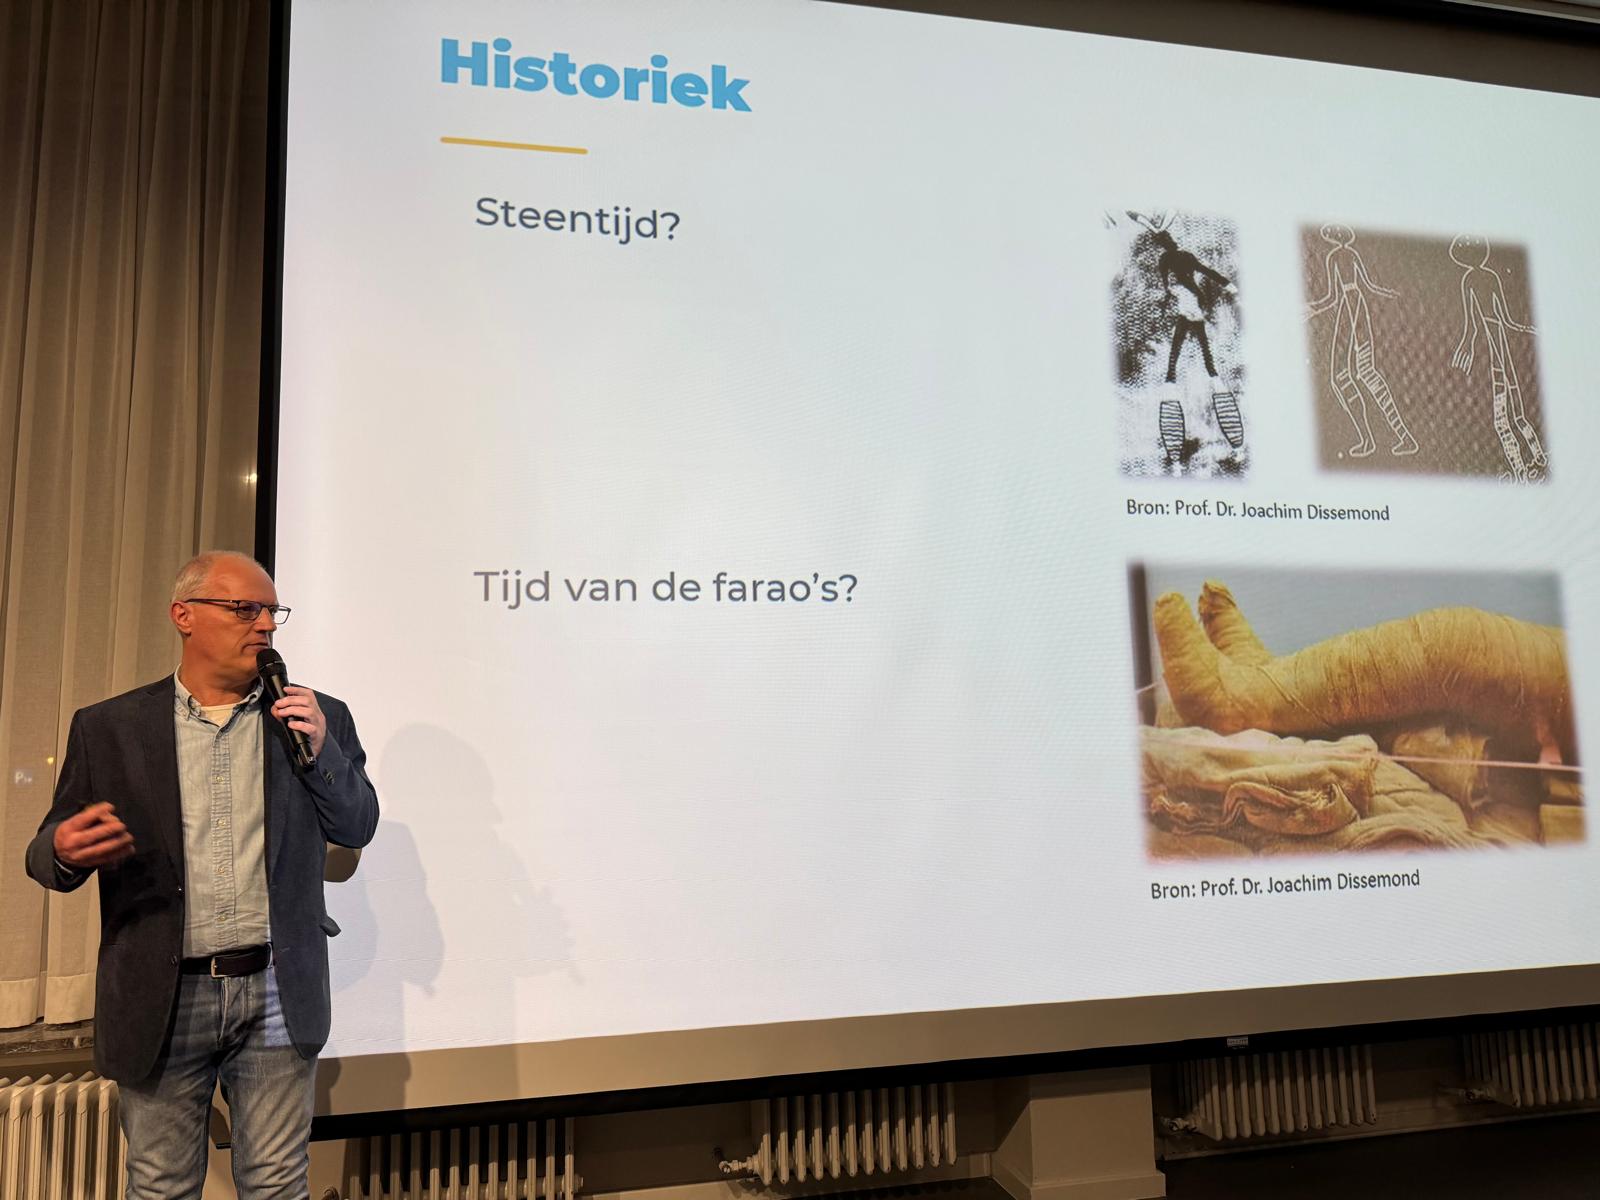 Historiek
Steentijd?
Bron: Prof. Dr. Joachim Dissemond
Tijd van de farao's?
Bron: Prof. Dr. Joachim Dissemond